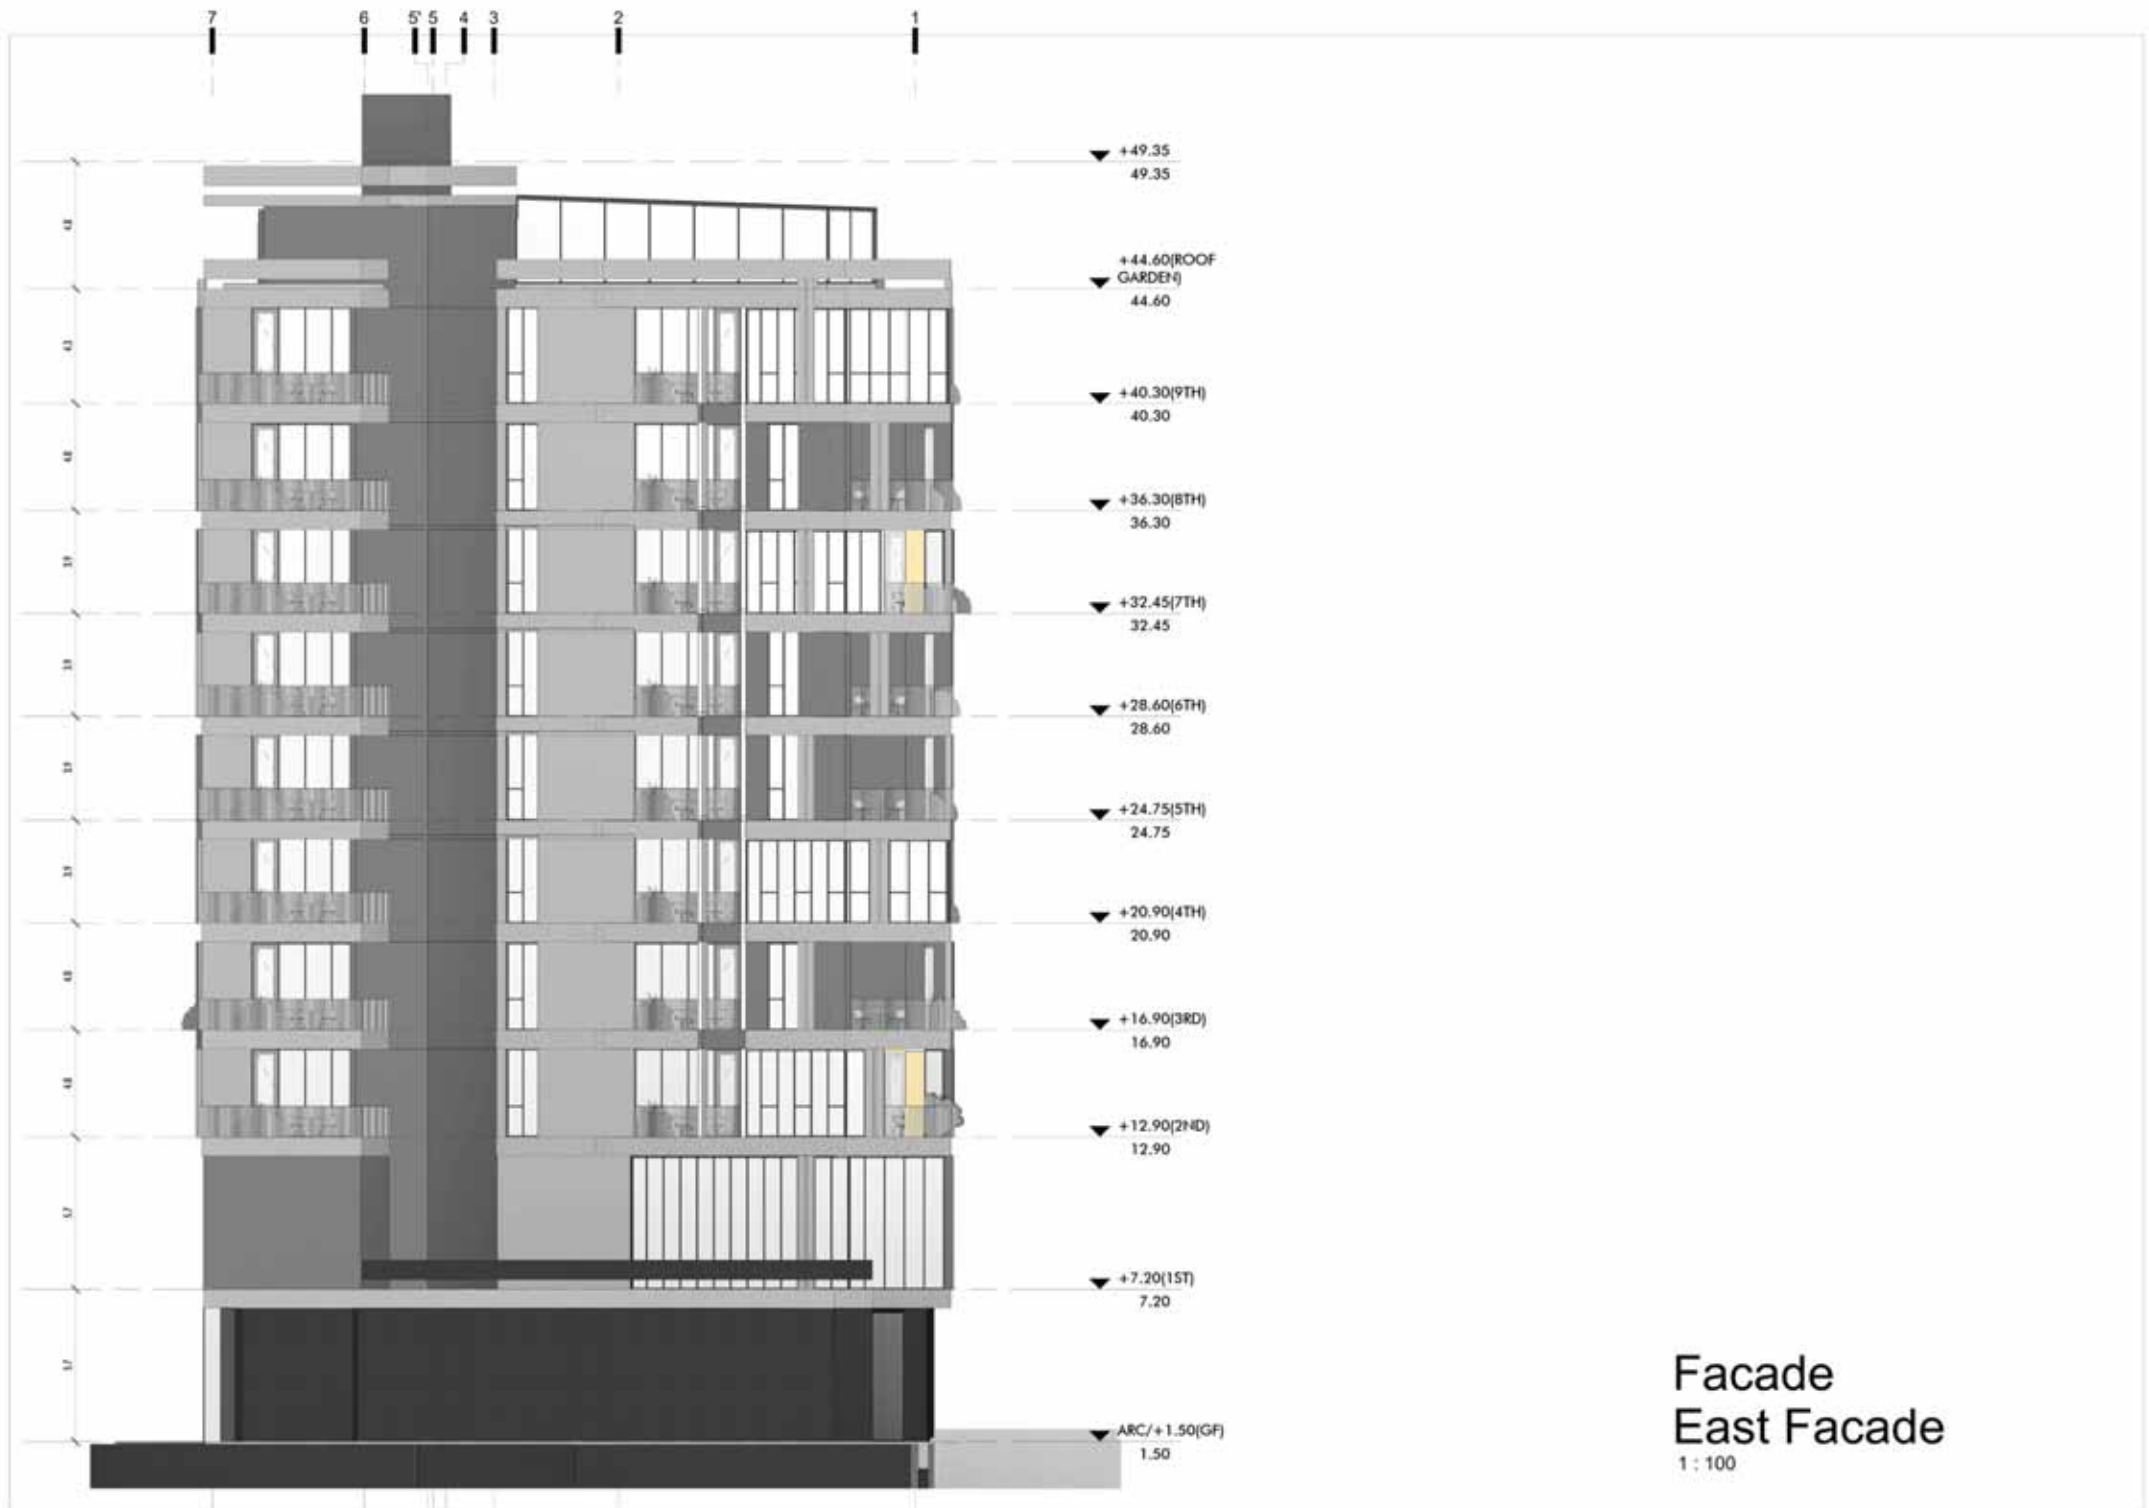 7 6 5' 5 4 3 2 1
+49.35
49.35
+44.60(ROOF
GARDEN)
44.60
+40.30(9TH)
40.30
+36.30(8TH)
36.30
+32.45(7TH)
32.45
+28.60(6TH)
28.60
+24.75(5TH)
24.75
+20.90(4TH)
20.90
+16.90(3RD)
16.90
+12.90(2ND)
12.90
+7.20(1ST)
7.20
ARC/+1.50(GF)
1.50
Facade
East Facade
1 : 100